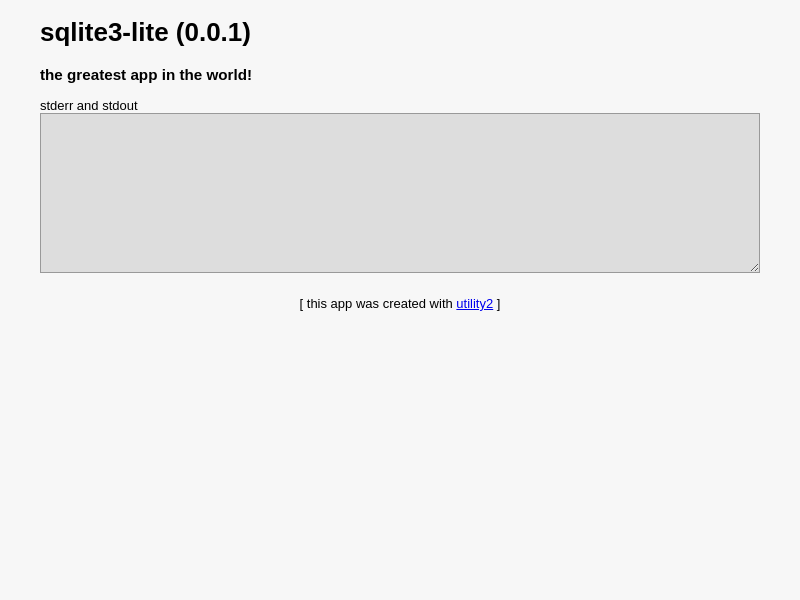 sqlite3-lite (0.0.1)
the greatest app in the world!
stderr and stdout
[ this app was created with utility2 ]